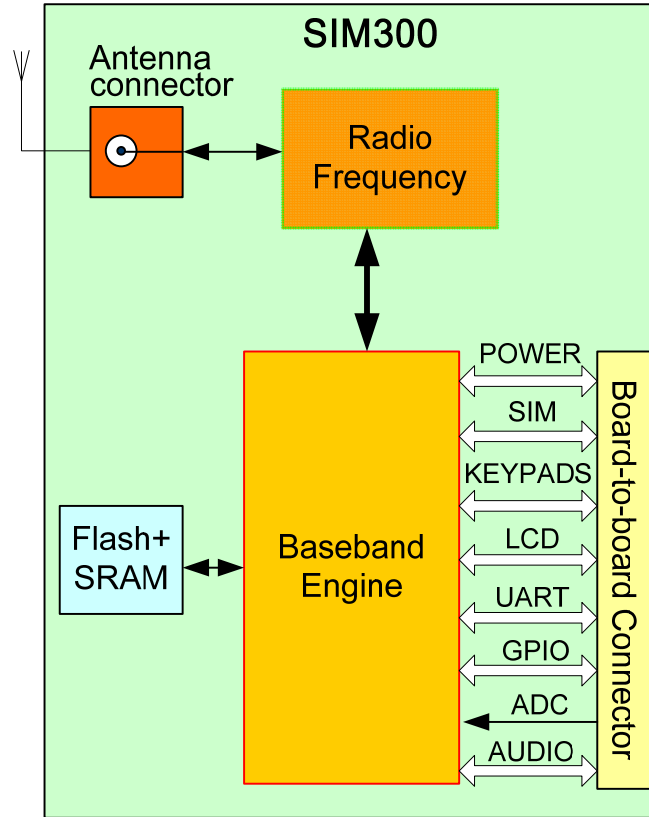 SIM300
Antenna
connector
Radio
Frequency
POWER
SIM
KEYPADS
LCD
UART
GPIO
ADC
AUDIO
Board-to-board Connector
Flash+
SRAM
Baseband
Engine